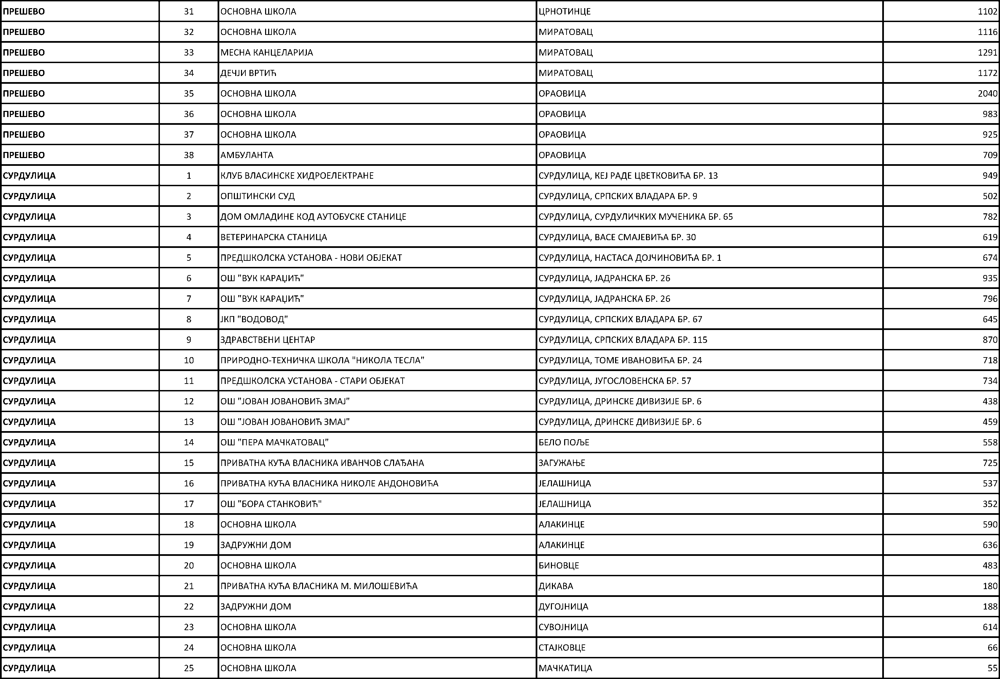 ПРЕШЕВО 31 ОСНОВНА ШКОЛА ЦРНОТИНЦЕ 1102
ПРЕШЕВО 32 ОСНОВНА ШКОЛА МИРАТОВАЦ 1116
ПРЕШЕВО 33 МЕСНА КАНЦЕЛАРИЈА МИРАТОВАЦ 1291
ПРЕШЕВО 34 ДЕЧЈИ ВРТИЋ МИРАТОВАЦ 1172
ПРЕШЕВО 35 ОСНОВНА ШКОЛА ОРАОВИЦА 2040
ПРЕШЕВО 36 ОСНОВНА ШКОЛА ОРАОВИЦА 983
ПРЕШЕВО 37 ОСНОВНА ШКОЛА ОРАОВИЦА 925
ПРЕШЕВО 38 АМБУЛАНТА ОРАОВИЦА 709
СУРДУЛИЦА 1 КЛУБ ВЛАСИНСКЕ ХИДРОЕЛЕКТРАНЕ СУРДУЛИЦА, КЕЈ РАДЕ ЦВЕТКОВИЋА БР. 13 949
СУРДУЛИЦА 2 ОПШТИНСКИ СУД СУРДУЛИЦА, СРПСКИХ ВЛАДАРА БР. 9 502
СУРДУЛИЦА 3 ДОМ ОМЛАДИНЕ КОД АУТОБУСКЕ СТАНИЦЕ СУРДУЛИЦА, СУРДУЛИЧКИХ МУЧЕНИКА БР. 65 782
СУРДУЛИЦА 4 ВЕТЕРИНАРСКА СТАНИЦА СУРДУЛИЦА, ВАСЕ СМАЈЕВИЋА БР. 30 619
СУРДУЛИЦА 5 ПРЕДШКОЛСКА УСТАНОВА - НОВИ ОБЈЕКАТ СУРДУЛИЦА, НАСТАСА ДОЈЧИНОВИЋА БР. 1 674
СУРДУЛИЦА 6 ОШ "ВУК КАРАЏИЋ" СУРДУЛИЦА, ЈАДРАНСКА БР. 26 935
СУРДУЛИЦА 7 ОШ "ВУК КАРАЏИЋ" СУРДУЛИЦА, ЈАДРАНСКА БР. 26 796
СУРДУЛИЦА 8 ЈКП "ВОДОВОД" СУРДУЛИЦА, СРПСКИХ ВЛАДАРА БР. 67 645
СУРДУЛИЦА 9 ЗДРАВСТВЕНИ ЦЕНТАР СУРДУЛИЦА, СРПСКИХ ВЛАДАРА БР. 115 870
СУРДУЛИЦА 10 ПРИРОДНО-ТЕХНИЧКА ШКОЛА "НИКОЛА ТЕСЛА" СУРДУЛИЦА, ТОМЕ ИВАНОВИЋА БР. 24 718
СУРДУЛИЦА 11 ПРЕДШКОЛСКА УСТАНОВА - СТАРИ ОБЈЕКАТ СУРДУЛИЦА, ЈУГОСЛОВЕНСКА БР. 57 734
СУРДУЛИЦА 12 ОШ "ЈОВАН ЈОВАНОВИЋ ЗМАЈ" СУРДУЛИЦА, ДРИНСКЕ ДИВИЗИЈЕ БР. 6 438
СУРДУЛИЦА 13 ОШ "ЈОВАН ЈОВАНОВИЋ ЗМАЈ" СУРДУЛИЦА, ДРИНСКЕ ДИВИЗИЈЕ БР. 6 459
СУРДУЛИЦА 14 ОШ "ПЕРА МАЧКАТОВАЦ" БЕЛО ПОЉЕ 558
СУРДУЛИЦА 15 ПРИВАТНА КУЋА ВЛАСНИКА ИВАНЧОВ СЛАЂАНА ЗАГУЖАЊЕ 725
СУРДУЛИЦА 16 ПРИВАТНА КУЋА ВЛАСНИКА НИКОЛЕ АНДОНОВИЋА ЈЕЛАШНИЦА 537
СУРДУЛИЦА 17 ОШ "БОРА СТАНКОВИЋ" ЈЕЛАШНИЦА 352
СУРДУЛИЦА 18 ОСНОВНА ШКОЛА АЛАКИНЦЕ 590
СУРДУЛИЦА 19 ЗАДРУЖНИ ДОМ АЛАКИНЦЕ 636
СУРДУЛИЦА 20 ОСНОВНА ШКОЛА БИНОВЦЕ 483
СУРДУЛИЦА 21 ПРИВАТНА КУЋА ВЛАСНИКА М. МИЛОШЕВИЋА ДИКАВА 180
СУРДУЛИЦА 22 ЗАДРУЖНИ ДОМ ДУГОЈНИЦА 188
СУРДУЛИЦА 23 ОСНОВНА ШКОЛА СУВОЈНИЦА 614
СУРДУЛИЦА 24 ОСНОВНА ШКОЛА СТАЈКОВЦЕ 66
СУРДУЛИЦА 25 ОСНОВНА ШКОЛА МАЧКАТИЦА 55